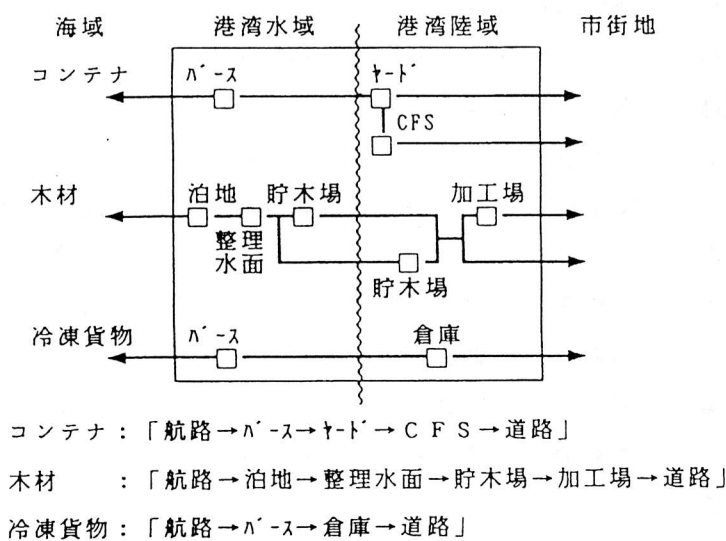 海域 港湾水域 港湾陸域 市街地
コンテナ バース ヤード
CFS
木材 泊地 貯木場 加工場
整理
水面
貯木場
冷凍貨物 バース 倉庫
コンテナ：「航路→バース→ヤード→CFS→道路」
木材：「航路→泊地→整理水面→貯木場→加工場→道路」
冷凍貨物：「航路→バース→倉庫→道路」